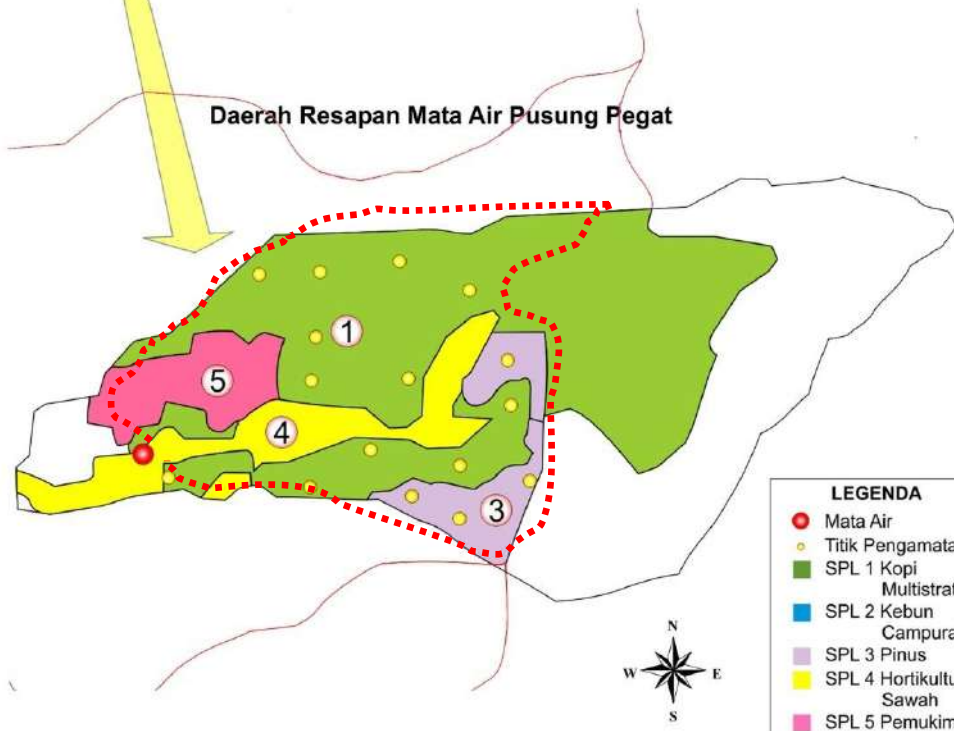 Daerah Resapan Mata Air Pusung Pegat
1
5
4
3
N
W E
S
LEGENDA
Mata Air
Titik Pengamata
SPL 1 Kopi
Multistrat
SPL 2 Kebun
Campura
SPL 3 Pinus
SPL 4 Hortikultu
Sawah
SPL 5 Pemukim